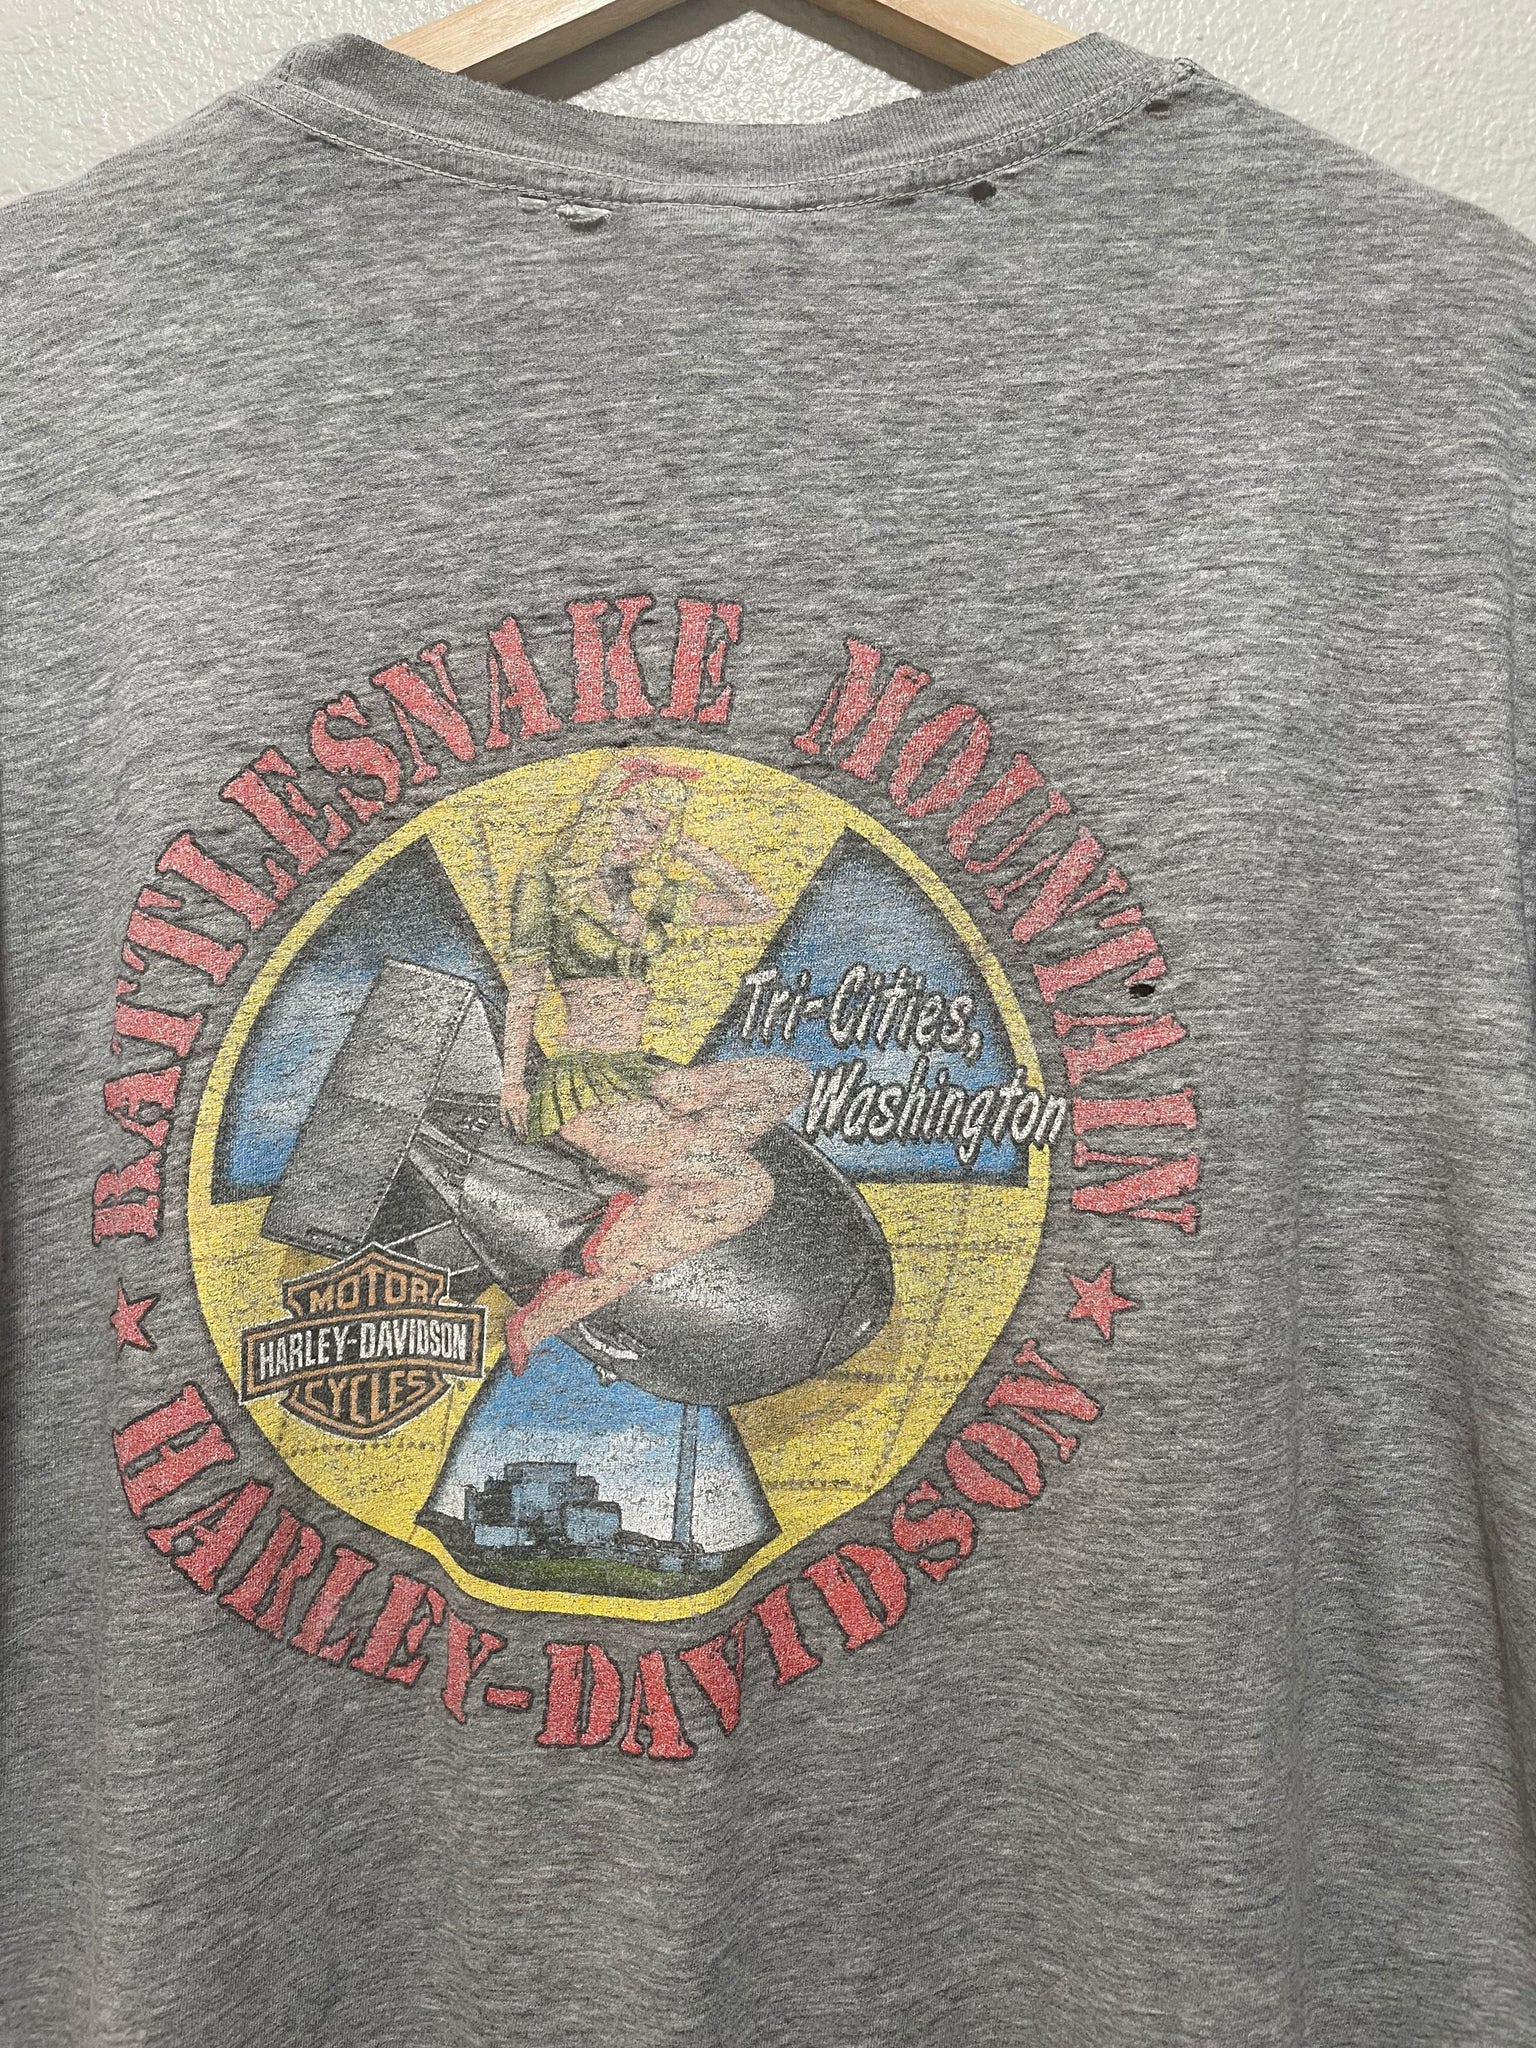 RATTLESNAKE MOUNTAIN
Tri-Cities,
Washington
MOTOR
HARLEY-DAVIDSON
CYCLES
HARLEY-DAVIDSON